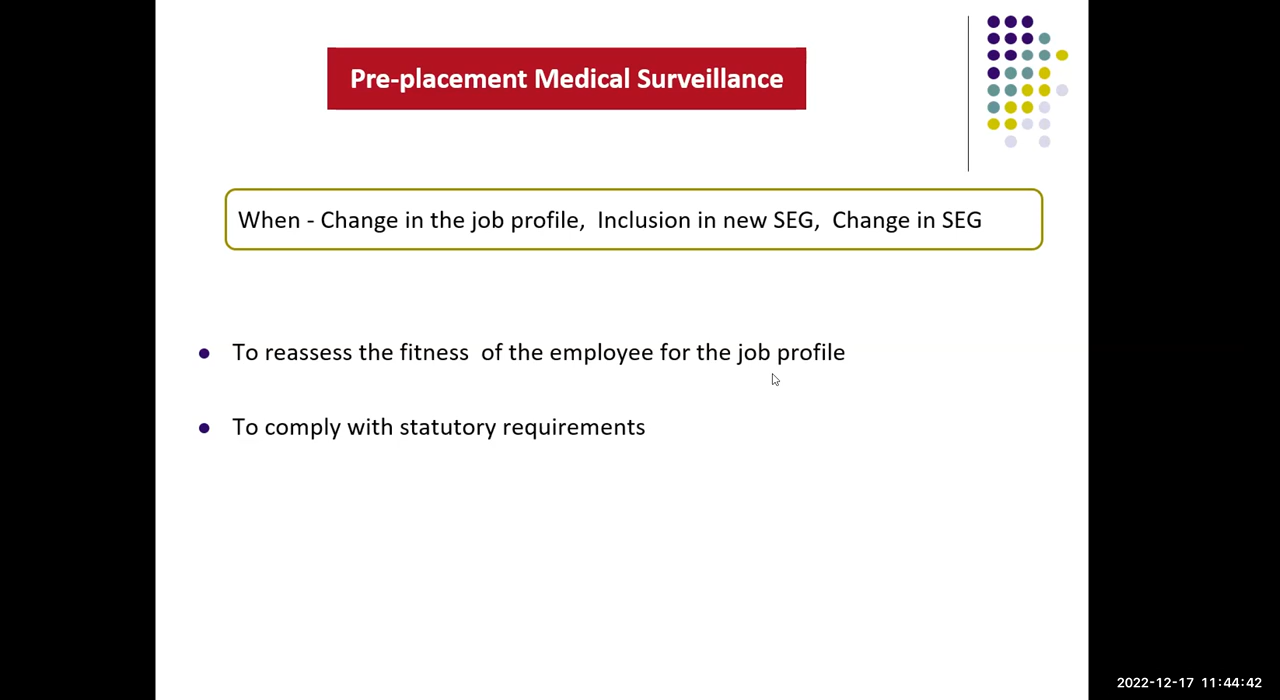 Pre-placement Medical Surveillance
When - Change in the job profile,  Inclusion in new SEG,  Change in SEG
To reassess the fitness  of the employee for the job profile
To comply with statutory requirements
2022-12-17 11:44:42